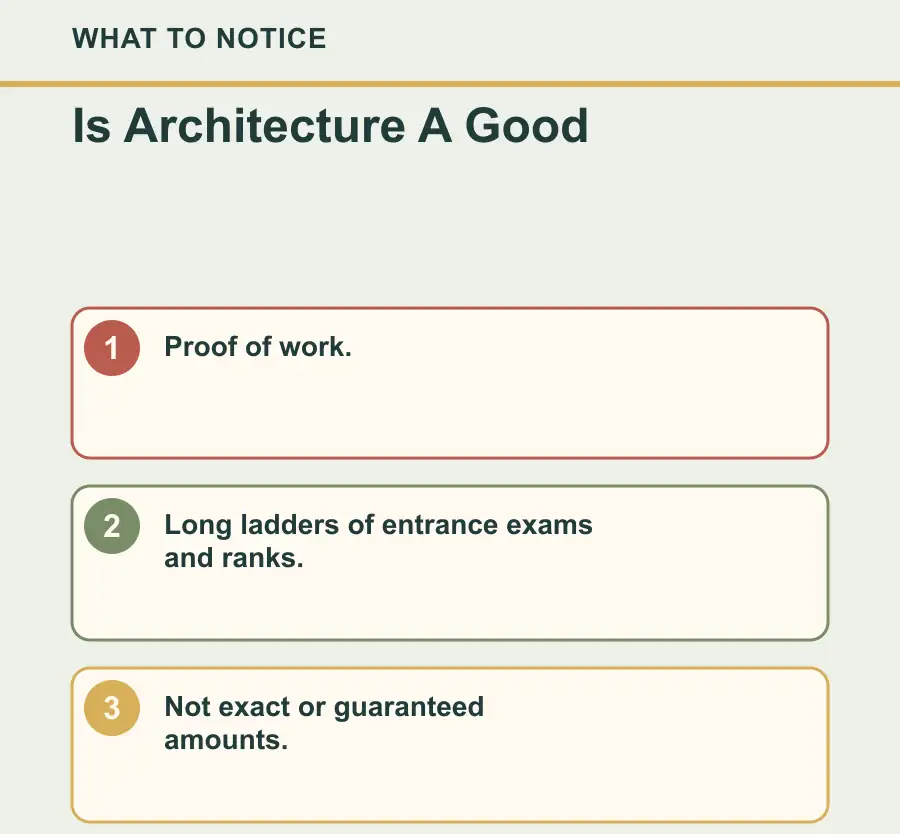 WHAT TO NOTICE
Is Architecture A Good
1
Proof of work.
2
Long ladders of entrance exams
and ranks.
3
Not exact or guaranteed
amounts.